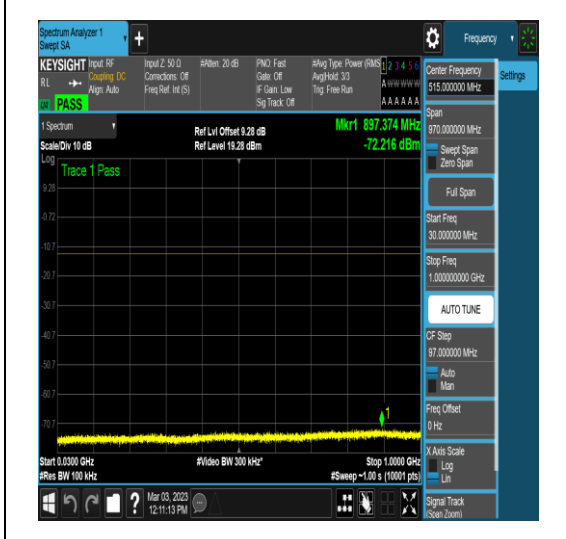 Spectrum Analyzer 1
Swept SA
+
Frequency
KEYSIGHT
RL
PASS
Input: RF
Coupling: DC
Align: Auto
Input Z: 50 Ω
Corrections: Off
Freq Ref: Int (S)
#Atten: 20 dB
PNO: Fast
Gate: Off
IF Gain: Low
Sig Track: Off
#Avg Type: Power (RMS
Avg|Hold: 3/3
Trig: Free Run
1 2 3 4 5 6
A W W W W W
A A A A A A
1 Spectrum
Scale/Div 10 dB
Ref Lvl Offset 9.28 dB
Ref Level 19.28 dBm
Mkr1 897.374 MHz
-72.216 dBm
Log
Trace 1 Pass
9.28
-0.72
-10.7
-20.7
-30.7
-40.7
-50.7
-60.7
-70.7
1
Start 0.0300 GHz
#Res BW 100 kHz
#Video BW 300 kHz*
Stop 1.0000 GHz
#Sweep ~1.00 s (10001 pts)
?
Mar 03, 2023
12:11:13 PM
Center Frequency
515.000000 MHz
Settings
Span
970.000000 MHz
Swept Span
Zero Span
Full Span
Start Freq
30.000000 MHz
Stop Freq
1.000000000 GHz
AUTO TUNE
CF Step
97.000000 MHz
Auto
Man
Freq Offset
0 Hz
X Axis Scale
Log
Lin
Signal Track
(Span Zoom)